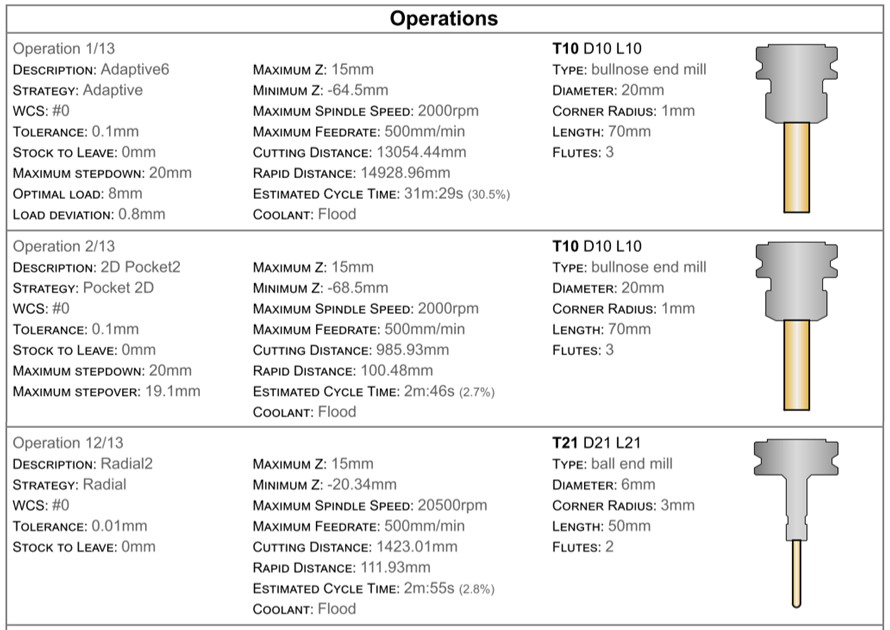 Operations
Operation 1/13
DESCRIPTION: Adaptive6
STRATEGY: Adaptive
WCS: #0
TOLERANCE: 0.1mm
STOCK TO LEAVE: 0mm
MAXIMUM STEPDOWN: 20mm
OPTIMAL LOAD: 8mm
LOAD DEVIATION: 0.8mm
MAXIMUM Z: 15mm
MINIMUM Z: -64.5mm
MAXIMUM SPINDLE SPEED: 2000rpm
MAXIMUM FEEDRATE: 500mm/min
CUTTING DISTANCE: 13054.44mm
RAPID DISTANCE: 14928.96mm
ESTIMATED CYCLE TIME: 31m:29s (30.5%)
COOLANT: Flood
T10 D10 L10
TYPE: bullnose end mill
DIAMETER: 20mm
CORNER RADIUS: 1mm
LENGTH: 70mm
FLUTES: 3
Operation 2/13
DESCRIPTION: 2D Pocket2
STRATEGY: Pocket 2D
WCS: #0
TOLERANCE: 0.1mm
STOCK TO LEAVE: 0mm
MAXIMUM STEPDOWN: 20mm
MAXIMUM STEPOVER: 19.1mm
MAXIMUM Z: 15mm
MINIMUM Z: -68.5mm
MAXIMUM SPINDLE SPEED: 2000rpm
MAXIMUM FEEDRATE: 500mm/min
CUTTING DISTANCE: 985.93mm
RAPID DISTANCE: 100.48mm
ESTIMATED CYCLE TIME: 2m:46s (2.7%)
COOLANT: Flood
T10 D10 L10
TYPE: bullnose end mill
DIAMETER: 20mm
CORNER RADIUS: 1mm
LENGTH: 70mm
FLUTES: 3
Operation 12/13
DESCRIPTION: Radial2
STRATEGY: Radial
WCS: #0
TOLERANCE: 0.01mm
STOCK TO LEAVE: 0mm
MAXIMUM Z: 15mm
MINIMUM Z: -20.34mm
MAXIMUM SPINDLE SPEED: 20500rpm
MAXIMUM FEEDRATE: 500mm/min
CUTTING DISTANCE: 1423.01mm
RAPID DISTANCE: 111.93mm
ESTIMATED CYCLE TIME: 2m:55s (2.8%)
COOLANT: Flood
T21 D21 L21
TYPE: ball end mill
DIAMETER: 6mm
CORNER RADIUS: 3mm
LENGTH: 50mm
FLUTES: 2